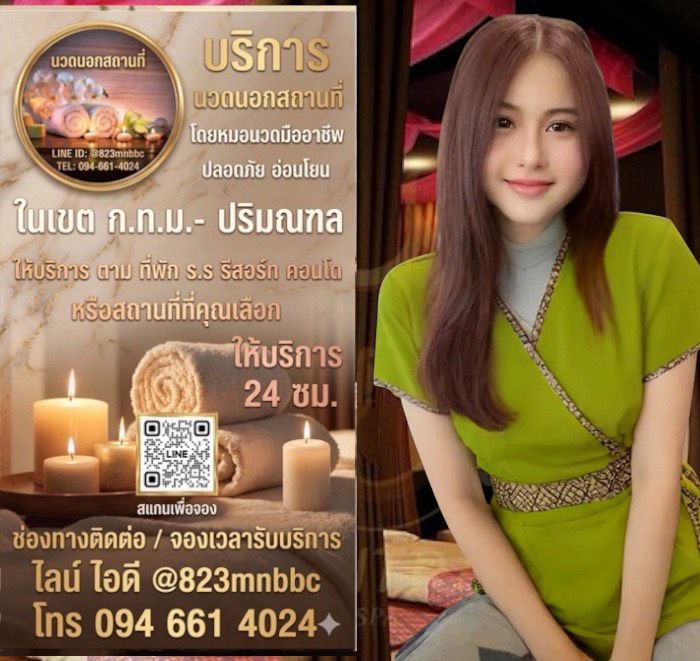 นวดนอกสถานที่
LINE ID: @823mnbbc
TEL: 094-661-4024
บริการ
นวดนอกสถานที่
โดยหมอนวดมืออาชีพ
ปลอดภัย อ่อนโยน
ในเขต ก.ท.ม.- ปริมณฑล
ให้บริการ ตาม ที่พัก ร.ร รีสอร์ท คอนโด
หรือสถานที่ที่คุณเลือก
ให้บริการ
24 ซม.
LINE
สแกนเพื่อจอง
ช่องทางติดต่อ / จองเวลารับบริการ
ไลน์ ไอดี @823mnbbc
โทร 094 661 4024